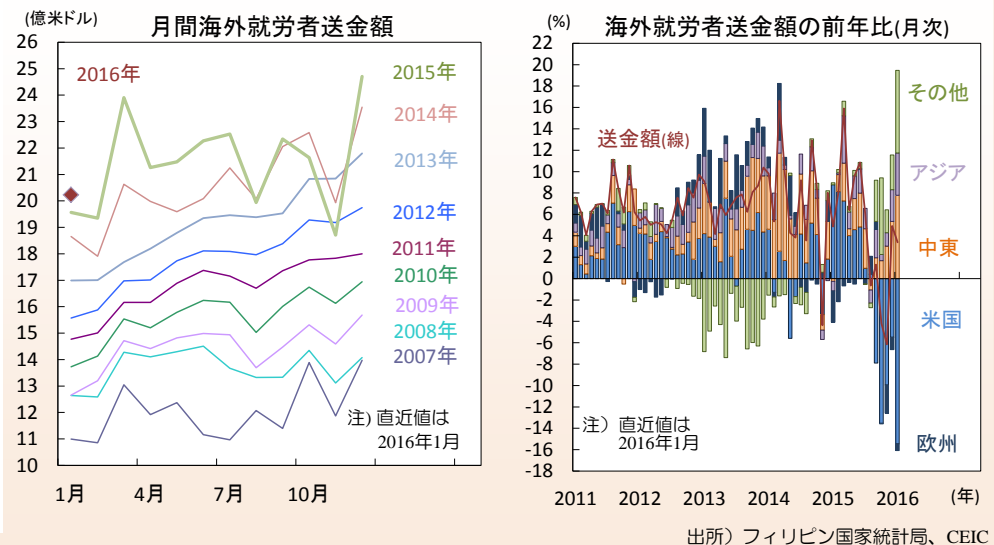 月間海外就労者送金額
(億米ドル)
26
25
24
23
22
21
20
19
18
17
16
15
14
13
12
11
10
2016年
2015年
2014年
2013年
2012年
2011年
2010年
2009年
2008年
2007年
注) 直近値は
2016年1月
1月 4月 7月 10月
海外就労者送金額の前年比(月次)
(%)
22
20
18
16
14
12
10
8
6
4
2
0
-2
-4
-6
-8
-10
-12
-14
-16
-18
送金額(線)
その他
アジア
中東
米国
欧州
注）直近値は
2016年1月
2011 2012 2013 2014 2015 2016 (年)
出所）フィリピン国家統計局、CEIC